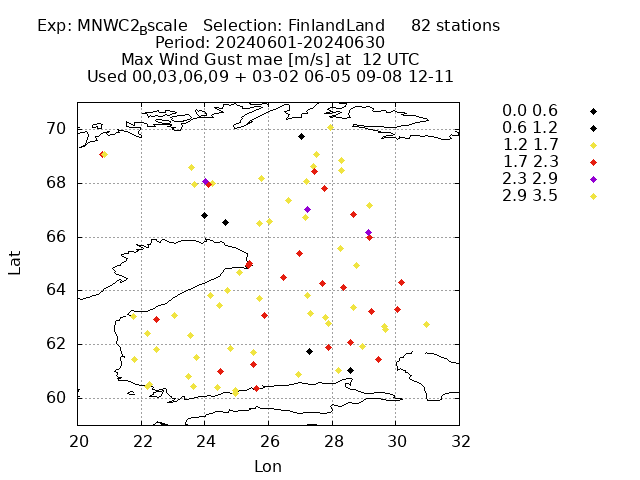 Exp: MNWC2_Bscale   Selection: FinlandLand     82 stations
Period: 20240601-20240630
Max Wind Gust mae [m/s] at  12 UTC
Used 00,03,06,09 + 03-02 06-05 09-08 12-11
0.0 0.6
0.6 1.2
1.2 1.7
1.7 2.3
2.3 2.9
2.9 3.5
70
68
66
64
62
60
Lat
20 22 24 26 28 30 32
Lon